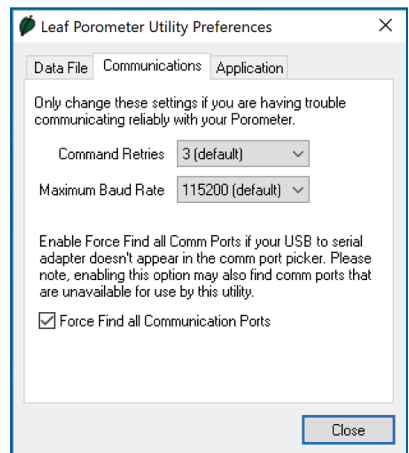 Leaf Porometer Utility Preferences
Data File Communications Application
Only change these settings if you are having trouble
communicating reliably with your Porometer.
Command Retries 3 (default)
Maximum Baud Rate 115200 (default)
Enable Force Find all Comm Ports if your USB to serial
adapter doesn't appear in the comm port picker. Please
note, enabling this option may also find comm ports that
are unavailable for use by this utility.
Force Find all Communication Ports
Close